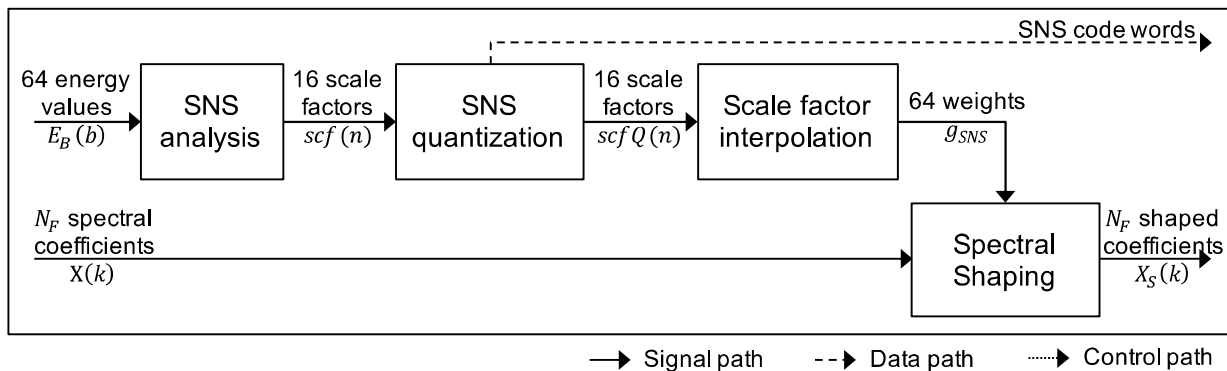 SNS code words
64 energy
values
E_B(b)
SNS
analysis
16 scale
factors
scf(n)
SNS
quantization
16 scale
factors
scfQ(n)
Scale factor
interpolation
64 weights
g_SNS
N_F spectral
coefficients
X(k)
Spectral
Shaping
N_F shaped
coefficients
X_S(k)
Signal path
Data path
Control path